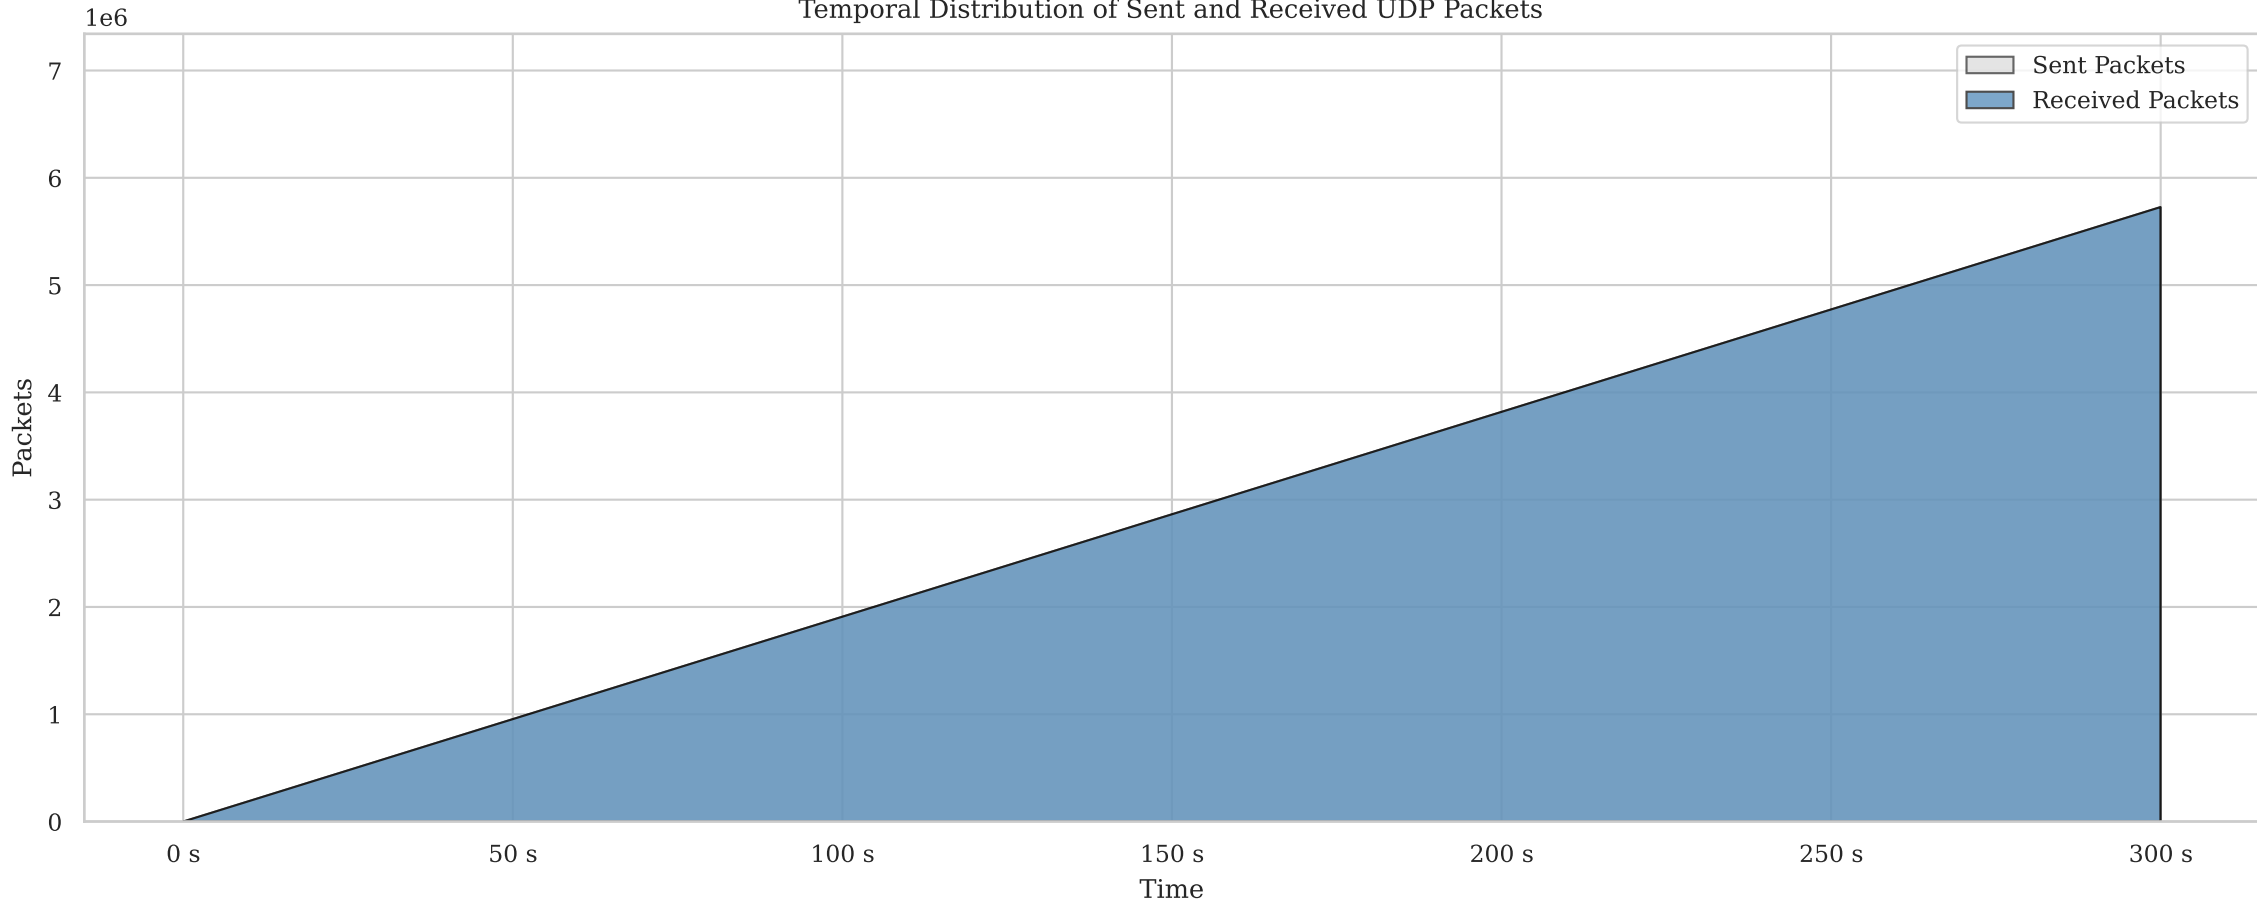 Temporal Distribution of Sent and Received UDP Packets
1e6
Sent Packets
Received Packets
7
6
5
4
3
2
1
0
Packets
0 s 50 s 100 s 150 s 200 s 250 s 300 s
Time